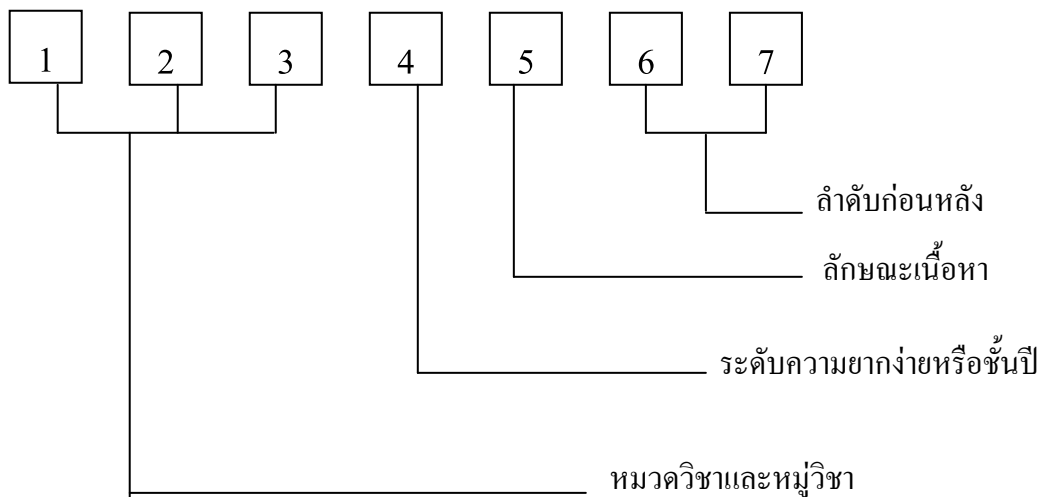 1 2 3 4 5 6 7
ลำดับก่อนหลัง
ลักษณะเนื้อหา
ระดับความยากง่ายหรือชั้นปี
หมวดวิชาและหมู่วิชา